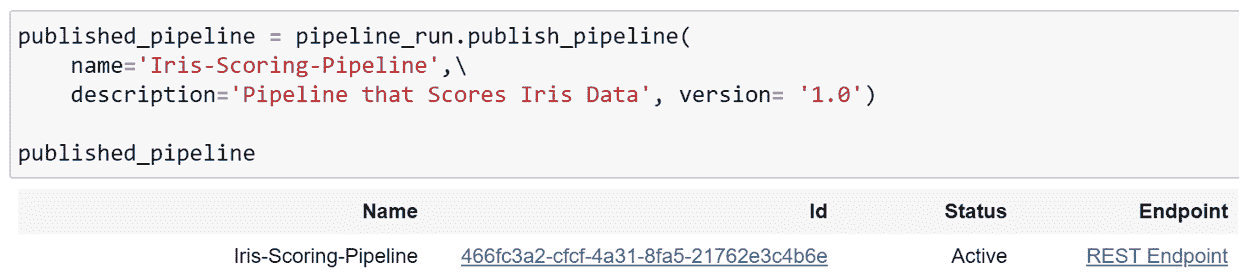 published_pipeline = pipeline_run.publish_pipeline(
    name='Iris-Scoring-Pipeline',\
    description='Pipeline that Scores Iris Data', version= '1.0')
published_pipeline
Name Id Status Endpoint
Iris-Scoring-Pipeline 466fc3a2-cfcf-4a31-8fa5-21762e3c4b6e Active REST Endpoint